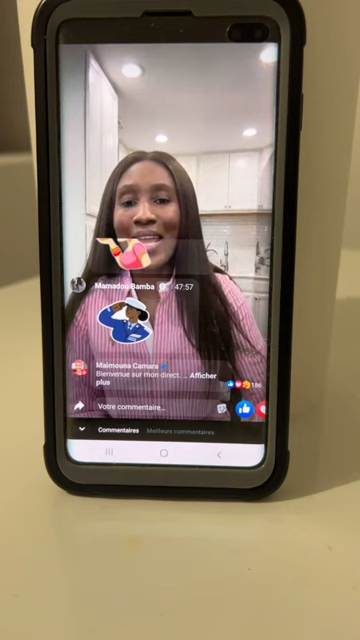 Mamadou Bamba
47:57
Maimouna Camara
Bienvenue sur mon direct.... Afficher
plus
186
Votre commentaire...
Commentaires Meilleurs commentaires